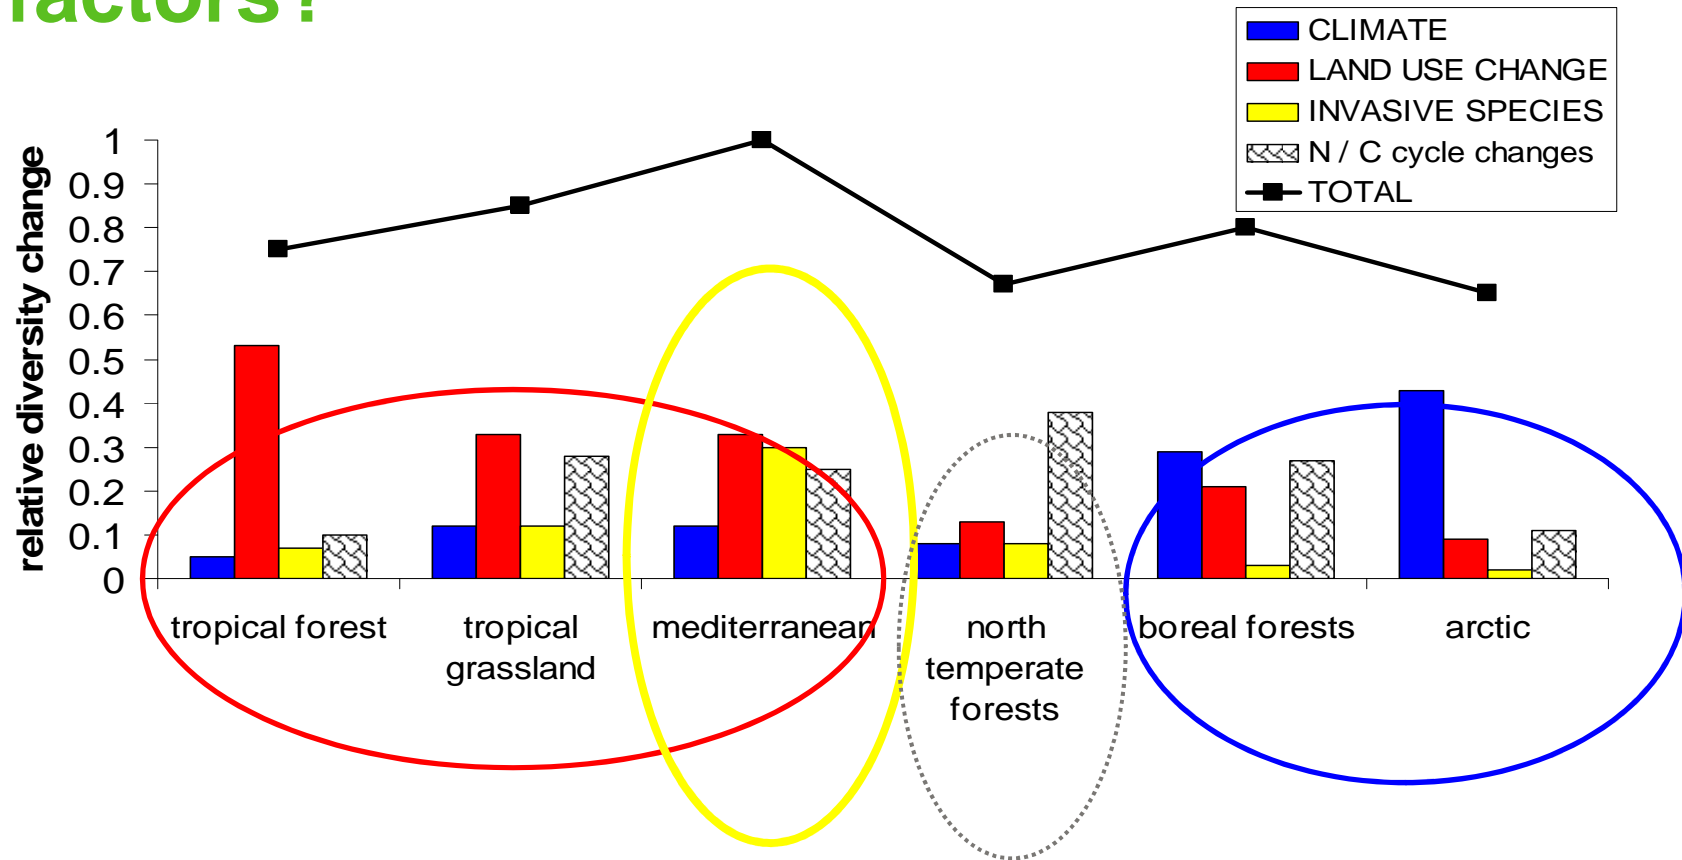 factors?
CLIMATE
LAND USE CHANGE
INVASIVE SPECIES
N / C cycle changes
TOTAL
relative diversity change
1
0.9
0.8
0.7
0.6
0.5
0.4
0.3
0.2
0.1
0
tropical forest
tropical
grassland
mediterranean
north
temperate
forests
boreal forests
arctic